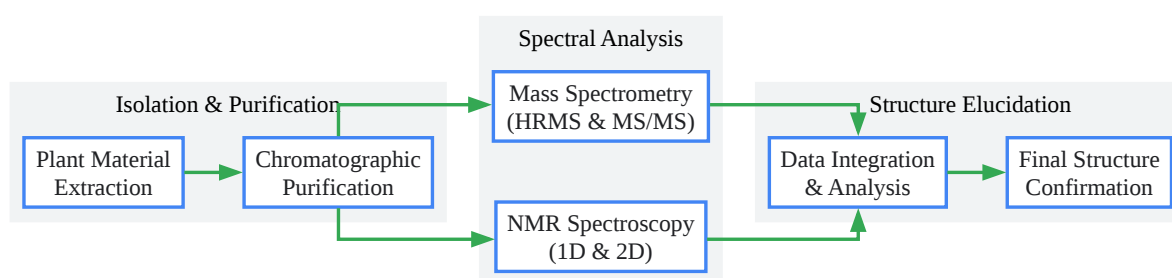 Spectral Analysis
Isolation & Purification
Mass Spectrometry
(HRMS & MS/MS)
Structure Elucidation
Plant Material
Extraction
Chromatographic
Purification
Data Integration
& Analysis
Final Structure
Confirmation
NMR Spectroscopy
(1D & 2D)